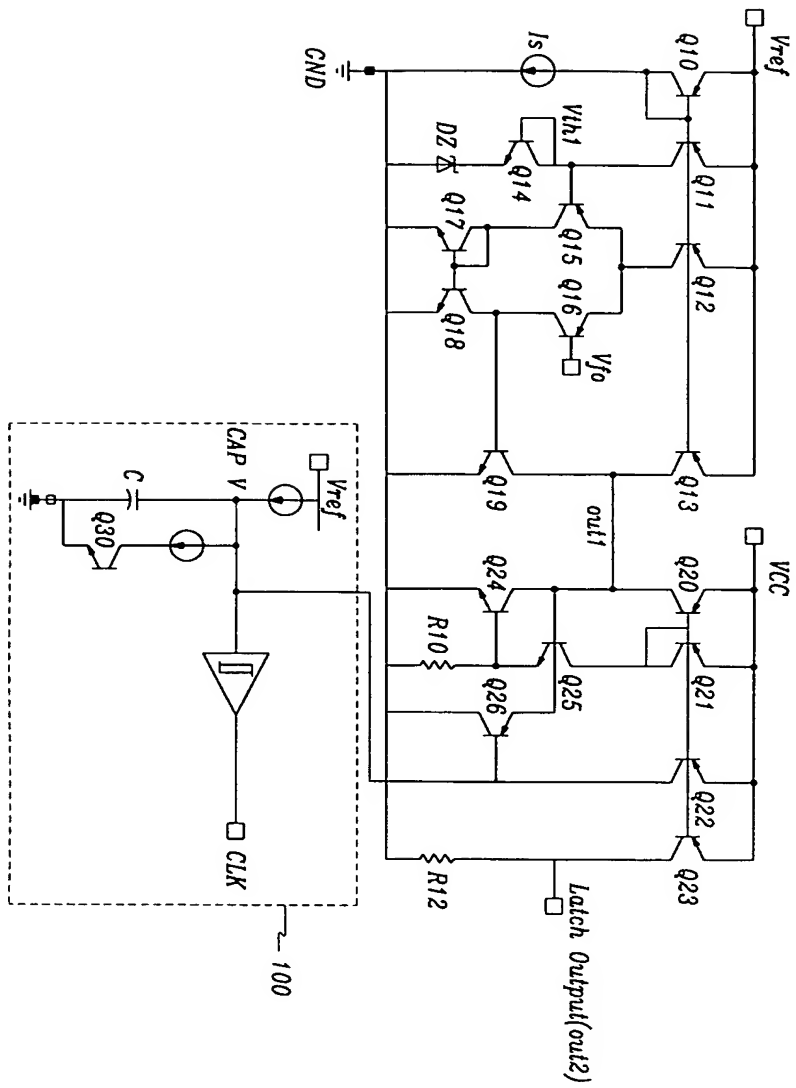 Vref
VCC
Q10
Q11
Q12
Q13
Q20
Q21
Q22
Q23
Is
Vth1
Q14
Q15
Q16
Vfo
out1
Latch Output(out2)
DZ
Q17
Q18
Q19
Q24
Q25
Q26
R10
R12
GND
Vref
CAP V
C
Q30
CLK
100